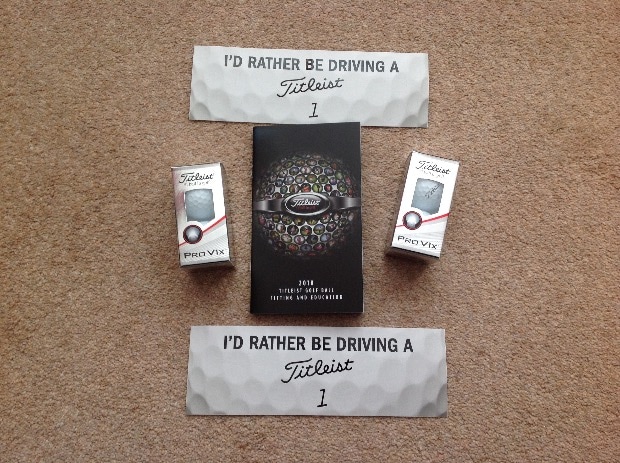 I'D RATHER BE DRIVING A
Titleist
1
Titleist
PRO V1x
Titleist
2010
TITLEIST GOLF BALL
FITTING AND EDUCATION
Titleist
PRO V1x
I'D RATHER BE DRIVING A
Titleist
1